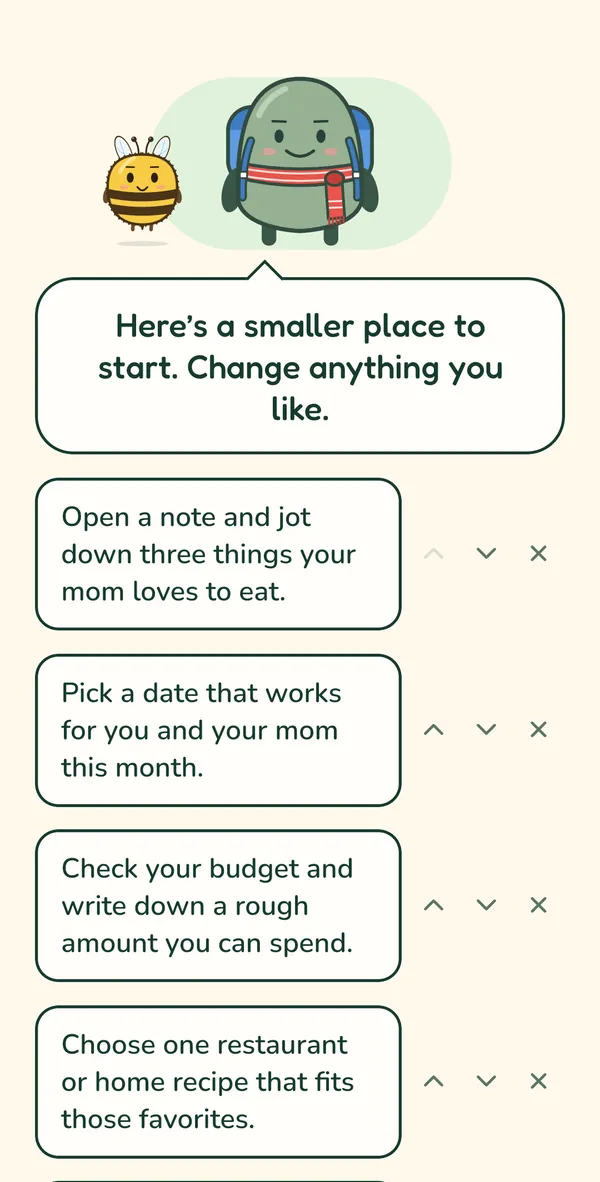 Here’s a smaller place to
start. Change anything you
like.
Open a note and jot
down three things your
mom loves to eat.
Pick a date that works
for you and your mom
this month.
Check your budget and
write down a rough
amount you can spend.
Choose one restaurant
or home recipe that fits
those favorites.